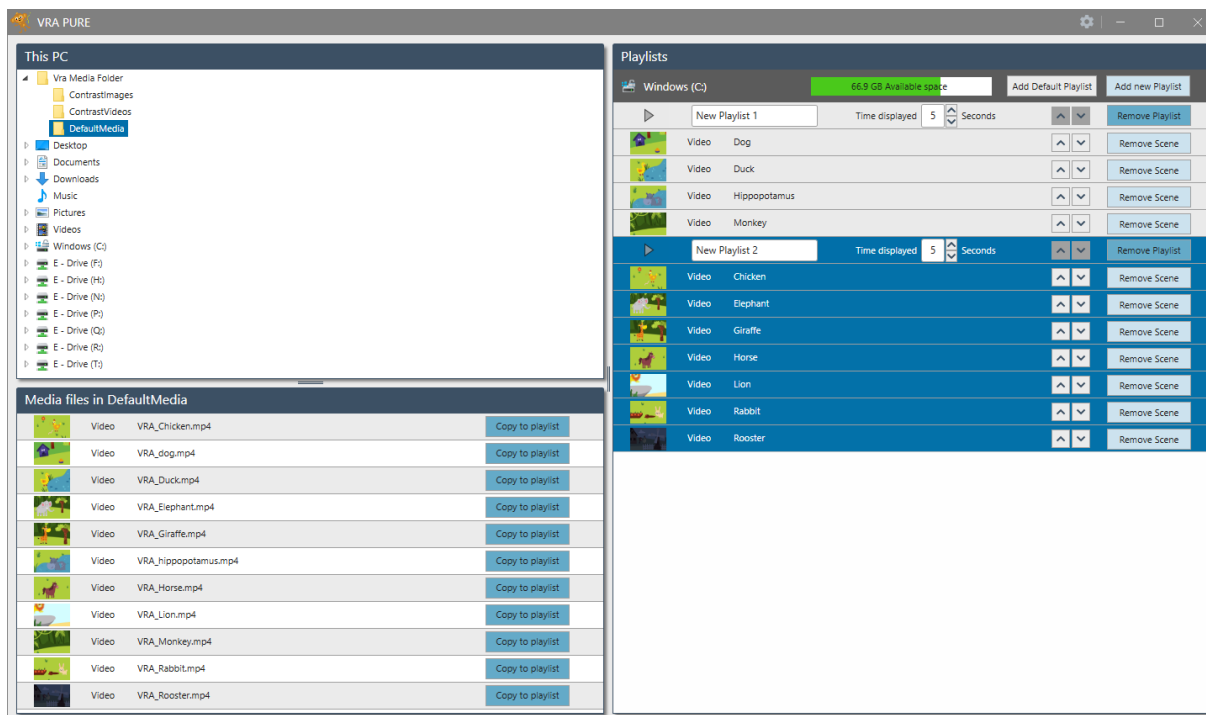 VRA PURE
This PC
Vra Media Folder
ContrastImages
ContrastVideos
DefaultMedia
Desktop
Documents
Downloads
Music
Pictures
Videos
Windows (C:)
E - Drive (F:)
E - Drive (H:)
E - Drive (N:)
E - Drive (P:)
E - Drive (Q:)
E - Drive (R:)
E - Drive (T:)
Media files in DefaultMedia
Video VRA_Chicken.mp4 Copy to playlist
Video VRA_dog.mp4 Copy to playlist
Video VRA_Duck.mp4 Copy to playlist
Video VRA_Elephant.mp4 Copy to playlist
Video VRA_Giraffe.mp4 Copy to playlist
Video VRA_hippopotamus.mp4 Copy to playlist
Video VRA_Horse.mp4 Copy to playlist
Video VRA_Lion.mp4 Copy to playlist
Video VRA_Monkey.mp4 Copy to playlist
Video VRA_Rabbit.mp4 Copy to playlist
Video VRA_Rooster.mp4 Copy to playlist
Playlists
Windows (C:) 66.9 GB Available space Add Default Playlist Add new Playlist
New Playlist 1 Time displayed 5 Seconds Remove Playlist
Video Dog Remove Scene
Video Duck Remove Scene
Video Hippopotamus Remove Scene
Video Monkey Remove Scene
New Playlist 2 Time displayed 5 Seconds Remove Playlist
Video Chicken Remove Scene
Video Elephant Remove Scene
Video Giraffe Remove Scene
Video Horse Remove Scene
Video Lion Remove Scene
Video Rabbit Remove Scene
Video Rooster Remove Scene